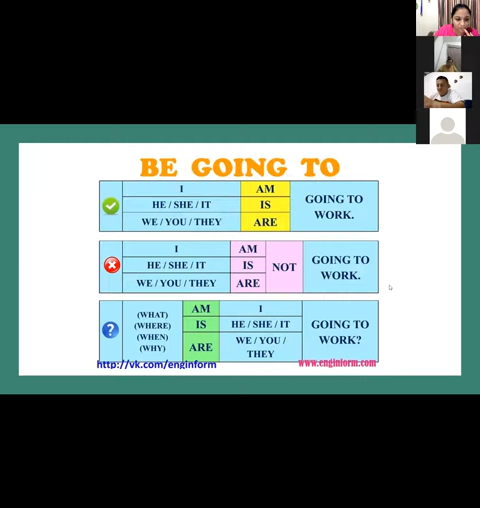 BE GOING TO
I AM
HE / SHE / IT IS GOING TO WORK.
WE / YOU / THEY ARE
I AM
HE / SHE / IT IS NOT GOING TO WORK.
WE / YOU / THEY ARE
(WHAT) AM I
(WHERE) IS HE / SHE / IT GOING TO
(WHEN) ARE WE / YOU / WORK?
(WHY) THEY
http://vk.com/enginform www.enginform.com